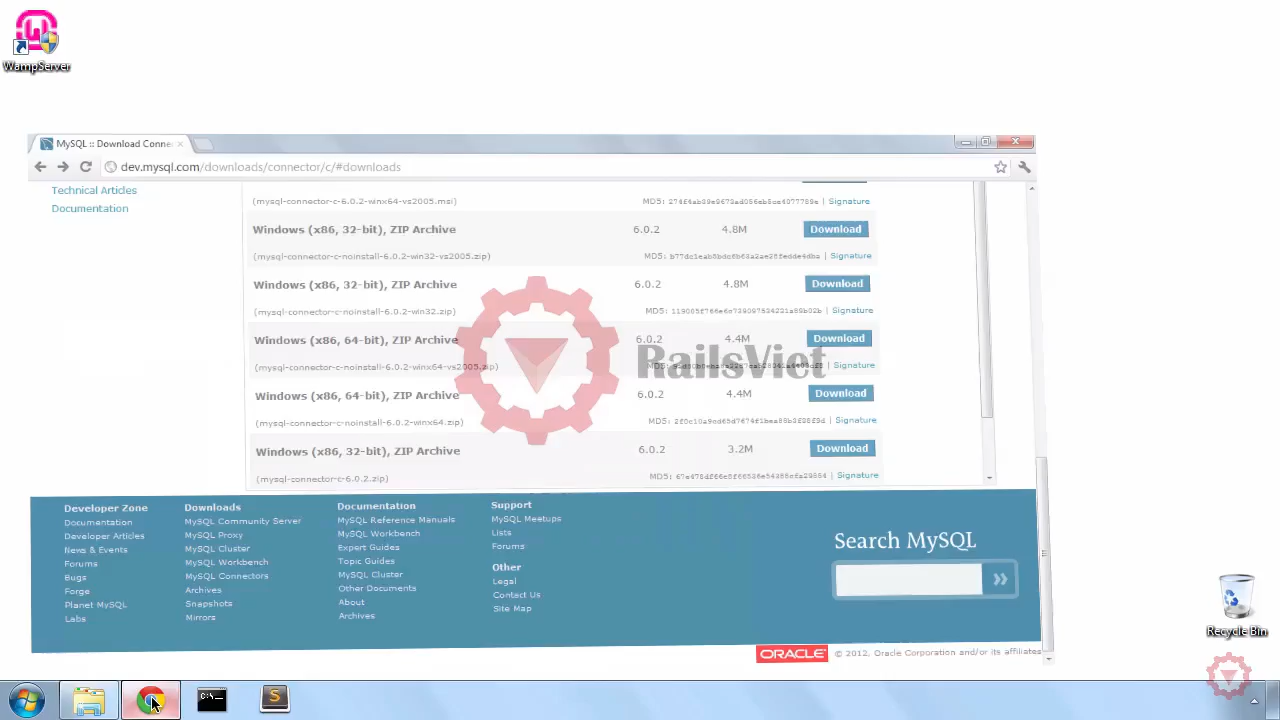 WampServer
MySQL :: Download Conne
dev.mysql.com/downloads/connector/c/#downloads
Technical Articles
Documentation
(mysql-connector-c-6.0.2-winx64-vs2005.msi)
MD5:
Signature
Windows (x86, 32-bit), ZIP Archive 6.0.2 4.8M Download
(mysql-connector-c-noinstall-6.0.2-win32-vs2005.zip)
MD5:
Signature
Windows (x86, 32-bit), ZIP Archive 6.0.2 4.8M Download
(mysql-connector-c-noinstall-6.0.2-win32.zip)
MD5:
Signature
Windows (x86, 64-bit), ZIP Archive 6.0.2 4.4M Download
(mysql-connector-c-noinstall-6.0.2-winx64-vs2005.zip)
Signature
RailsViet
Windows (x86, 64-bit), ZIP Archive 6.0.2 4.4M Download
(mysql-connector-c-noinstall-6.0.2-winx64.zip)
MD5:
Signature
Windows (x86, 32-bit), ZIP Archive 6.0.2 3.2M Download
(mysql-connector-c-6.0.2.zip)
MD5:
Signature
Developer Zone
Documentation
Developer Articles
News & Events
Forums
Bugs
Forge
Planet MySQL
Labs
Downloads
MySQL Community Server
MySQL Proxy
MySQL Cluster
MySQL Workbench
MySQL Connectors
Archives
Snapshots
Mirrors
Documentation
MySQL Reference Manuals
MySQL Workbench
Expert Guides
Topic Guides
MySQL Cluster
Other Documents
About
Archives
Support
MySQL Meetups
Lists
Forums
Other
Legal
Contact Us
Site Map
Search MySQL
»
ORACLE
© 2012, Oracle Corporation and/or its affiliates
Recycle Bin
C:\_
S